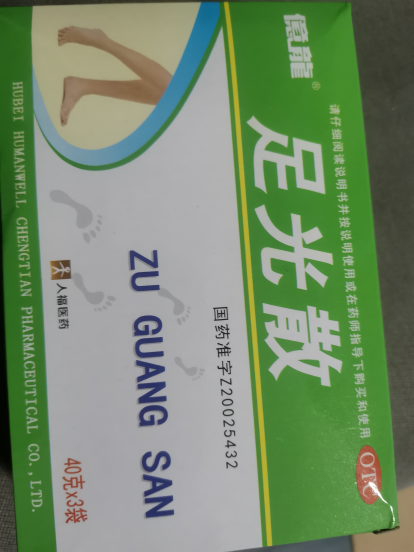 億龍®
请仔细阅读说明书并按说明使用或在药师指导下购买和使用
足光散
OTC
国药准字Z20025432
ZU GUANG SAN
40克x3袋
人福医药
HUBEI HUMANWELL CHENGTIAN PHARMACEUTICAL CO., LTD.